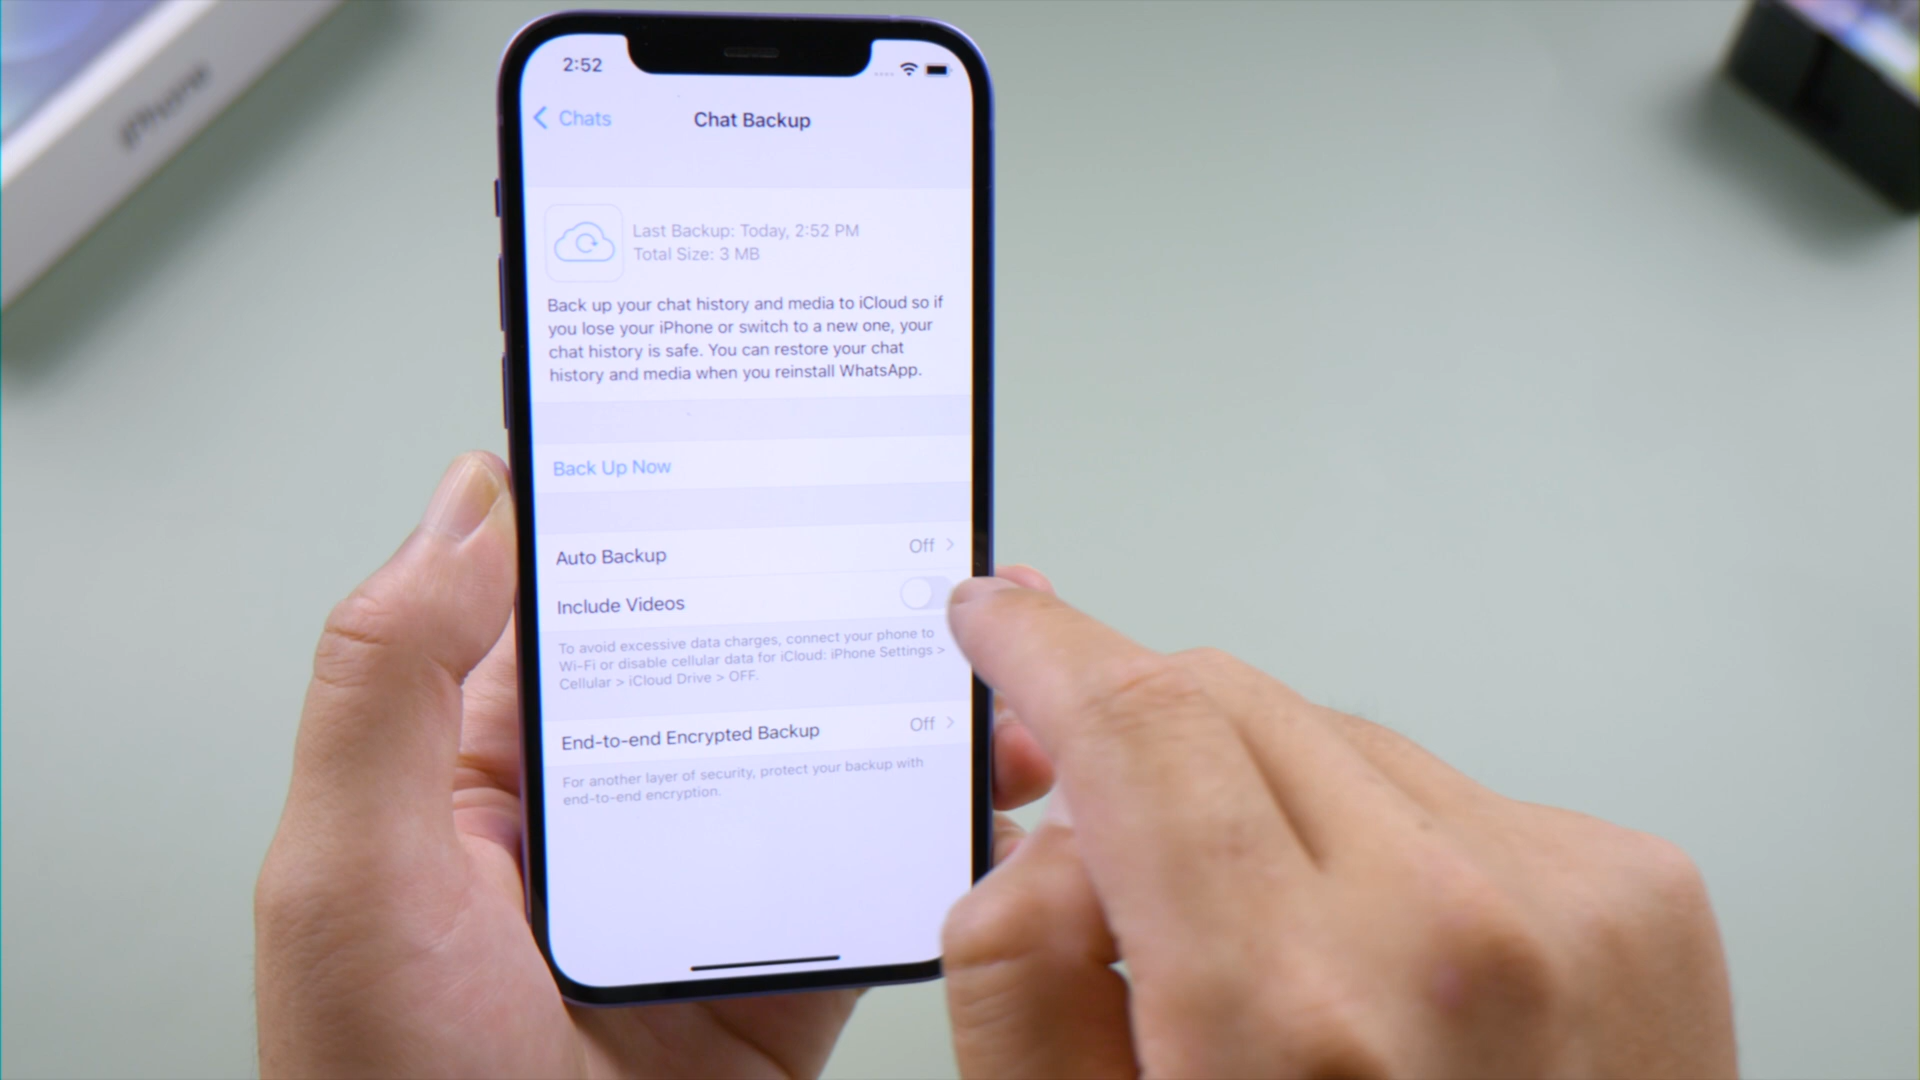 iPhone
2:52
Chats
Chat Backup
Last Backup: Today, 2:52 PM
Total Size: 3 MB
Back up your chat history and media to iCloud so if
you lose your iPhone or switch to a new one, your
chat history is safe. You can restore your chat
history and media when you reinstall WhatsApp.
Back Up Now
Auto Backup Off
Include Videos
To avoid excessive data charges, connect your phone to
Wi-Fi or disable cellular data for iCloud: iPhone Settings >
Cellular > iCloud Drive > OFF.
End-to-end Encrypted Backup Off
For another layer of security, protect your backup with
end-to-end encryption.